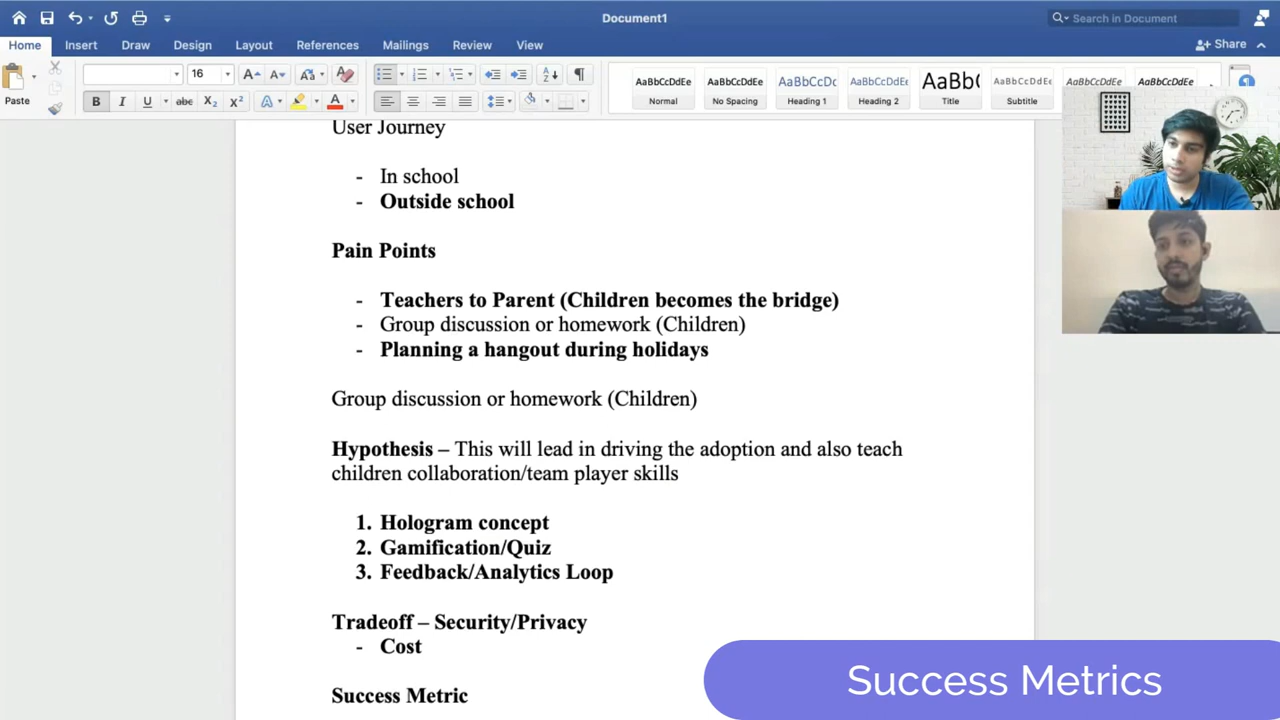 Document1
Search in Document
Home Insert Draw Design Layout References Mailings Review View
Share
Paste
16
AaBbCcDdEe AaBbCcDdEe AaBbCcDc AaBbCcDdEe AaBb( AaBbCcDdEe AaBbCcDdEe AaBbCcDdEe
Normal No Spacing Heading 1 Heading 2 Title Subtitle
User Journey
- In school
- Outside school
Pain Points
- Teachers to Parent (Children becomes the bridge)
- Group discussion or homework (Children)
- Planning a hangout during holidays
Group discussion or homework (Children)
Hypothesis – This will lead in driving the adoption and also teach
children collaboration/team player skills
1. Hologram concept
2. Gamification/Quiz
3. Feedback/Analytics Loop
Tradeoff – Security/Privacy
- Cost
Success Metric
Success Metrics